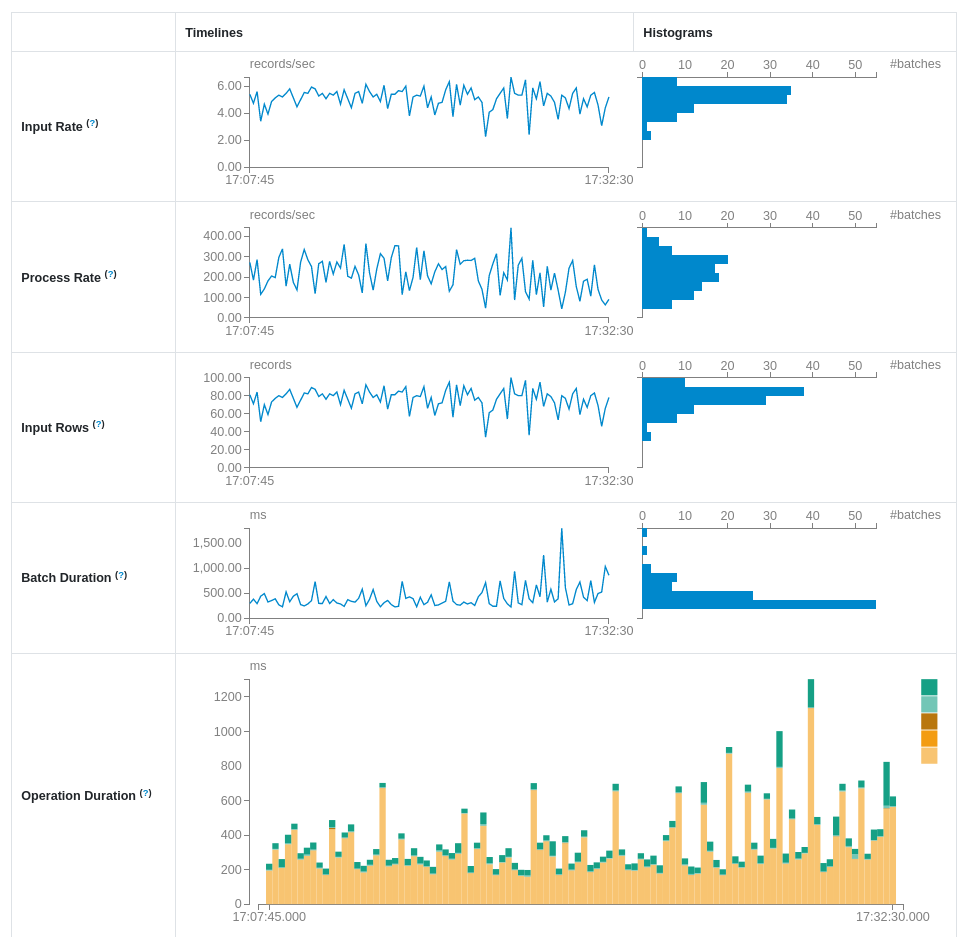 Timelines Histograms
records/sec 0 10 20 30 40 50 #batches
6.00
4.00
Input Rate (?)
2.00
0.00
17:07:45 17:32:30
records/sec 0 10 20 30 40 50 #batches
400.00
300.00
Process Rate (?) 200.00
100.00
0.00
17:07:45 17:32:30
records 0 10 20 30 40 50 #batches
100.00
80.00
60.00
Input Rows (?)
40.00
20.00
0.00
17:07:45 17:32:30
ms 0 10 20 30 40 50 #batches
1,500.00
1,000.00
Batch Duration (?)
500.00
0.00
17:07:45 17:32:30
ms
1200
1000
800
Operation Duration (?)
600
400
200
0
17:07:45.000 17:32:30.000